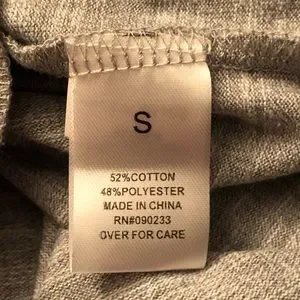 S
52%COTTON
48%POLYESTER
MADE IN CHINA
RN#090233
OVER FOR CARE